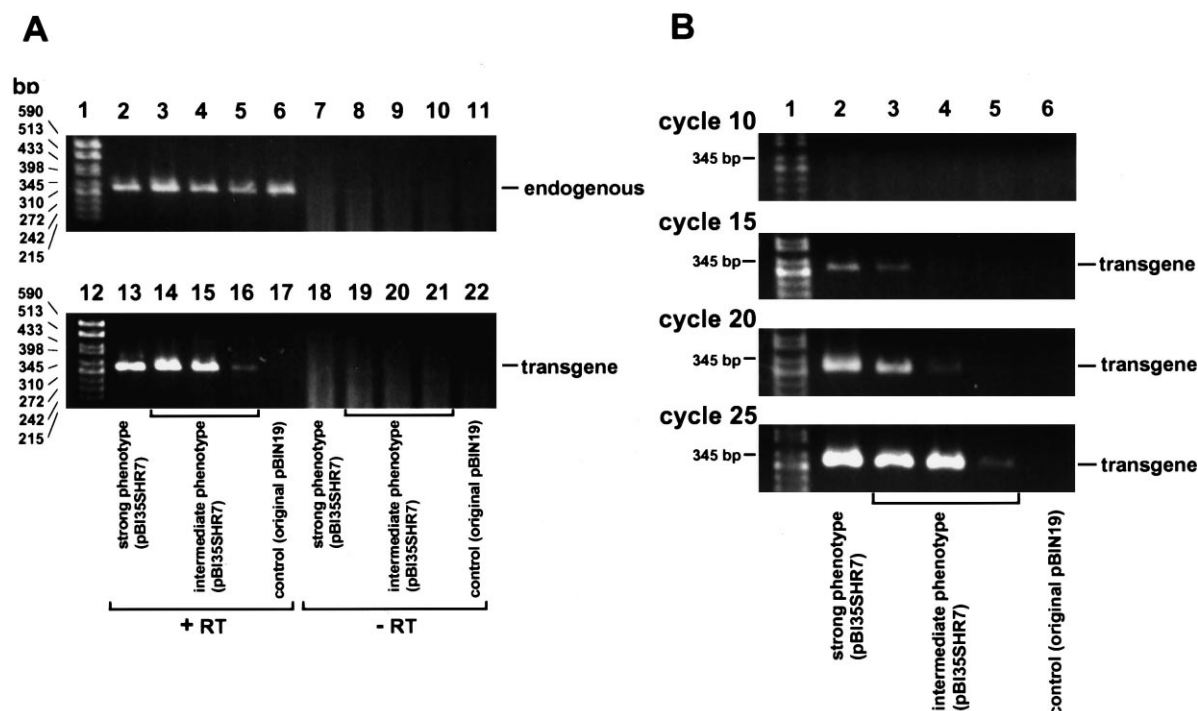 A
bp
1 2 3 4 5 6 7 8 9 10 11
590
513
433
398
345
310
272
242
215
endogenous
12 13 14 15 16 17 18 19 20 21 22
590
513
433
398
345
310
272
242
215
transgene
strong phenotype
(pBI35SHR7)
intermediate phenotype
(pBI35SHR7)
control (original pBIN19)
strong phenotype
(pBI35SHR7)
intermediate phenotype
(pBI35SHR7)
control (original pBIN19)
+ RT
- RT
B
1 2 3 4 5 6
cycle 10
345 bp
cycle 15
345 bp
transgene
cycle 20
345 bp
transgene
cycle 25
345 bp
transgene
strong phenotype
(pBI35SHR7)
intermediate phenotype
(pBI35SHR7)
control (original pBIN19)